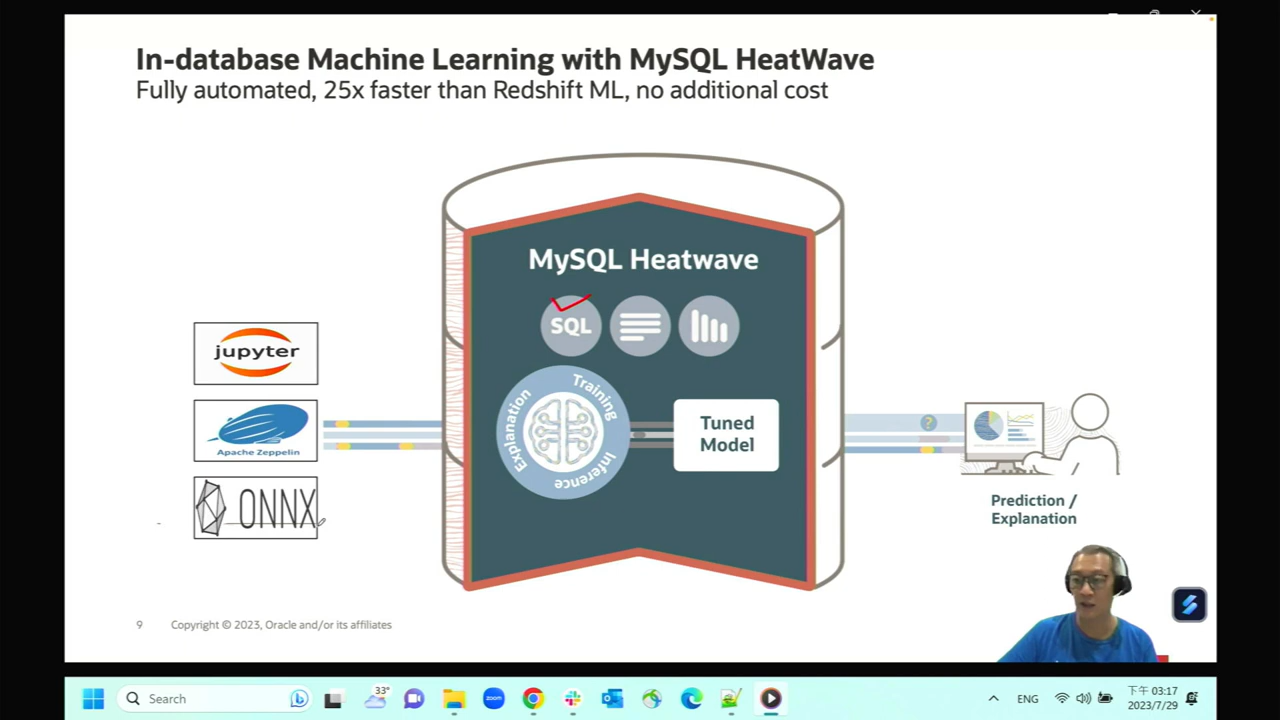 In-database Machine Learning with MySQL HeatWave
Fully automated, 25x faster than Redshift ML, no additional cost
MySQL Heatwave
SQL
jupyter
Apache Zeppelin
ONNX
Explanation
Training
Inference
Tuned
Model
?
Prediction /
Explanation
9 Copyright © 2023, Oracle and/or its affiliates
Search
zoom
33°
ENG
下午 03:17
2023/7/29